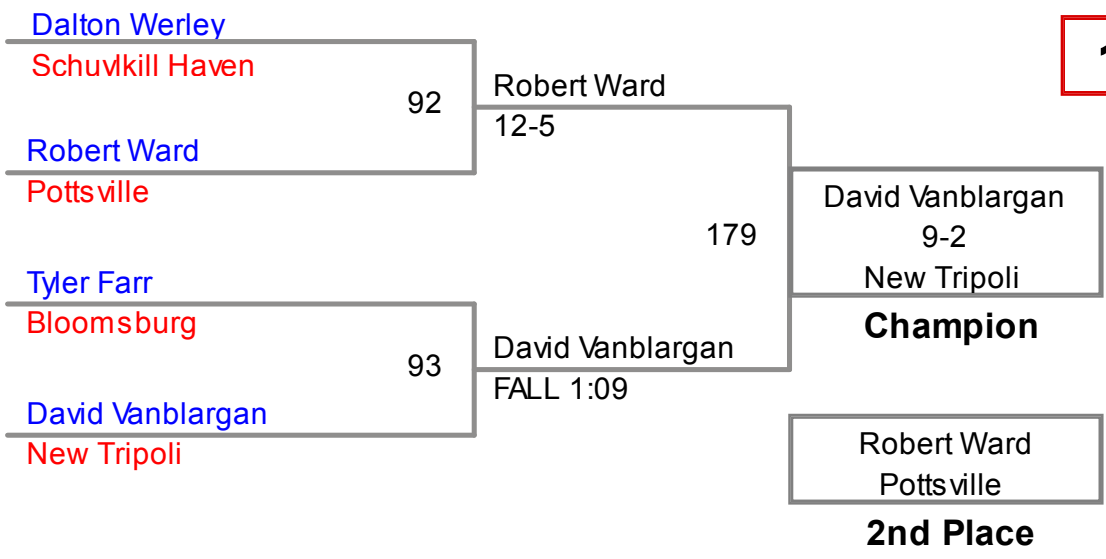 Dalton Werley
Schuvlkill Haven
92
Robert Ward
12-5
Robert Ward
Pottsville
179
David Vanblargan
9-2
New Tripoli
Champion
Tyler Farr
Bloomsburg
93
David Vanblargan
FALL 1:09
David Vanblargan
New Tripoli
Robert Ward
Pottsville
2nd Place